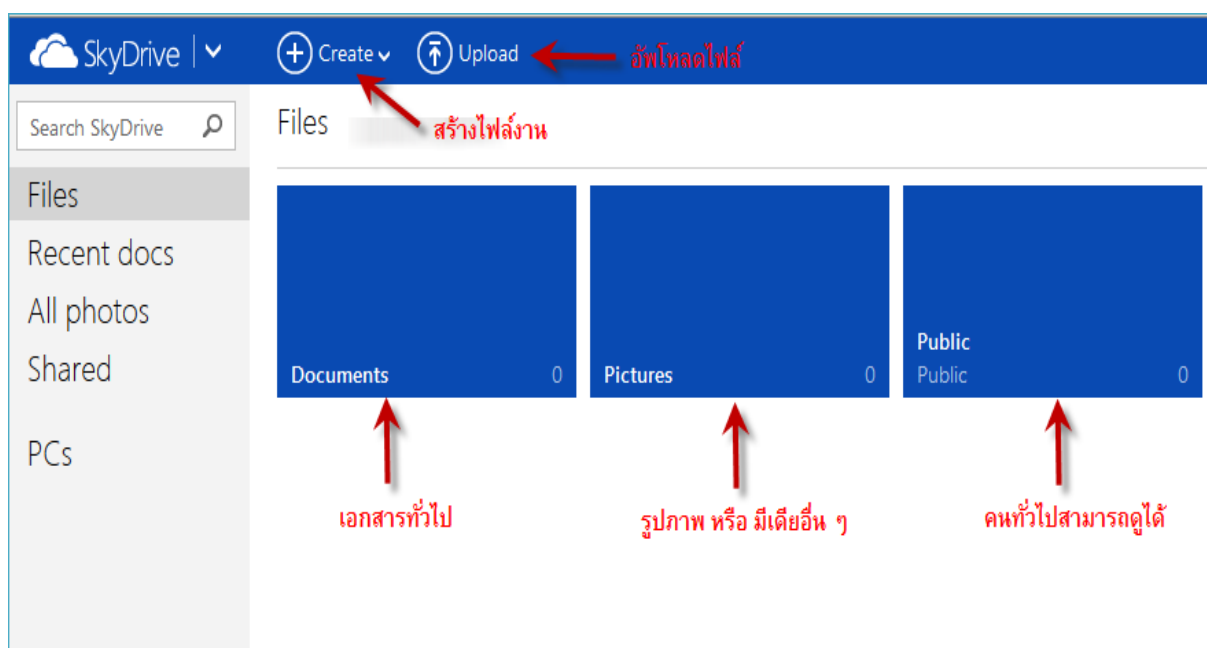 SkyDrive
Create
Upload
อัพโหลดไฟล์
Search SkyDrive
Files
สร้างไฟล์งาน
Files
Recent docs
All photos
Shared
PCs
Documents 0
Pictures 0
Public
Public 0
เอกสารทั่วไป
รูปภาพ หรือ มีเดียอื่น ๆ
คนทั่วไปสามารถดูได้